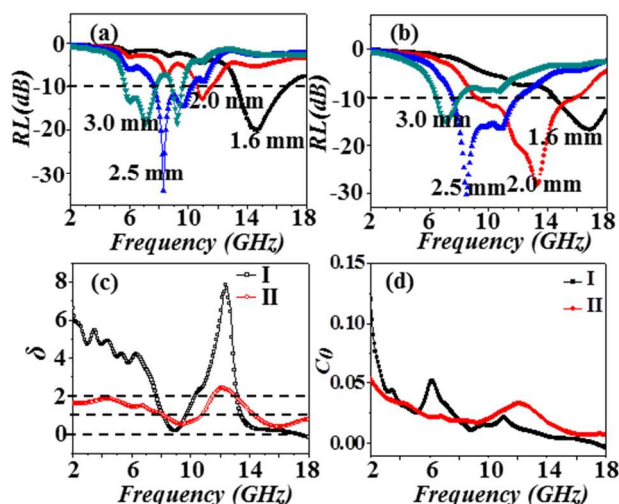 (a)
0
-10
-20
-30
RL(dB)
3.0 mm
2.0 mm
1.6 mm
2.5 mm
2 6 10 14 18
Frequency (GHz)
(b)
0
-10
-20
-30
RL(dB)
3.0 mm
1.6 mm
2.5 mm
2.0 mm
2 6 10 14 18
Frequency (GHz)
(c)
I
II
8
6
4
2
0
δ
2 6 10 14 18
Frequency (GHz)
(d)
I
II
0.15
0.10
0.05
0.00
C0
2 6 10 14 18
Frequency (GHz)